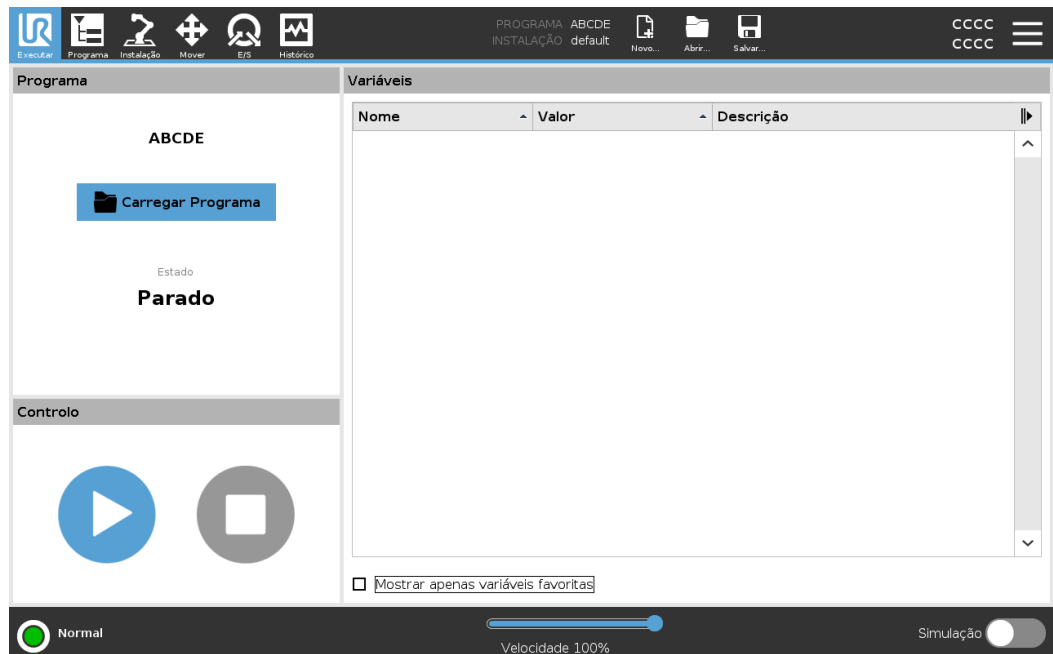 UR
PROGRAMA ABCDE
INSTALAÇÃO default
CCCC
CCCC
Executar Programa Instalação Mover E/S Histórico Novo... Abrir... Salvar...
Programa
ABCDE
Carregar Programa
Estado
Parado
Controlo
Variáveis
Nome Valor Descrição
Mostrar apenas variáveis favoritas
Normal
Velocidade 100%
Simulação